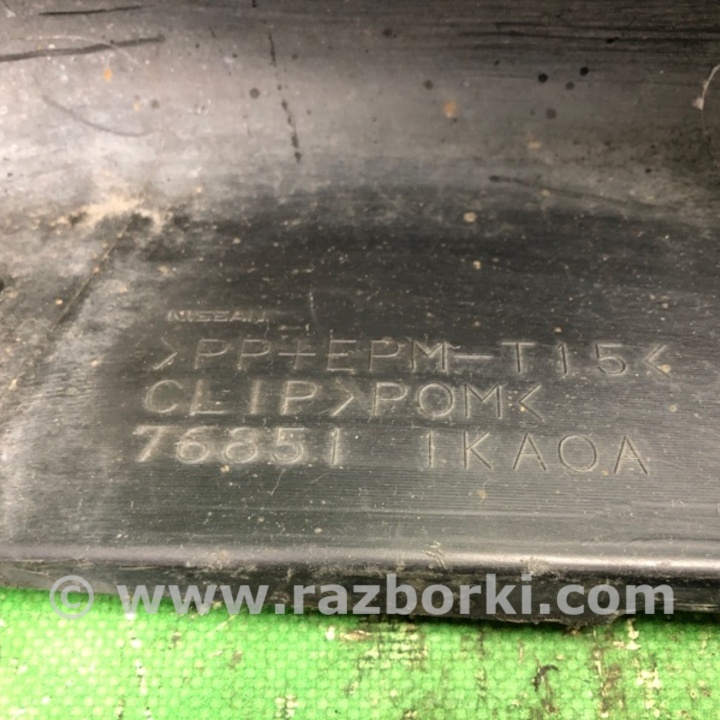 NISSAN
>PP+EPM-T15<
CLIP>POM<
76851 1KA0A
© www.razborki.com